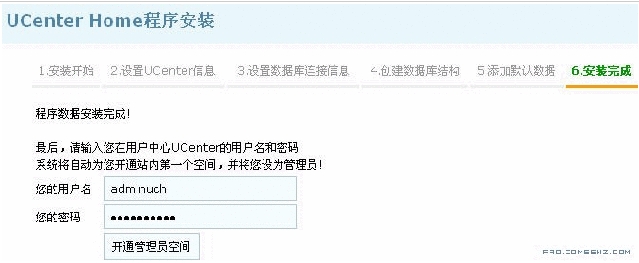 UCenter Home程序安装
1.安装开始 2.设置UCenter信息 3.设置数据库连接信息 4.创建数据库结构 5.添加默认数据 6.安装完成
程序数据安装完成!
最后，请输入您在用户中心UCenter的用户名和密码
系统将自动为您开通站内第一个空间，并将您设为管理员!
您的用户名 adminuch
您的密码 ●●●●●●●●●●
开通管理员空间